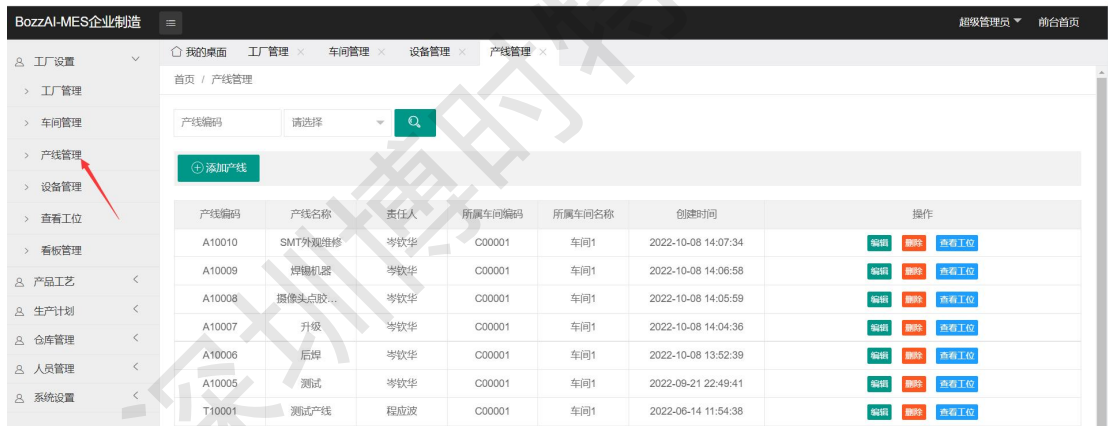 BozzAI-MES企业制造 超级管理员 前台首页
工厂设置 我的桌面 工厂管理 车间管理 设备管理 产线管理
首页 / 产线管理
工厂管理
车间管理 产线编码 请选择
产线管理 添加产线
设备管理
查看工位 产线编码 产线名称 责任人 所属车间编码 所属车间名称 创建时间 操作
看板管理 A10010 SMT外观维修 岑钦华 C00001 车间1 2022-10-08 14:07:34 编辑 删除 查看工位
产品工艺 A10009 焊锡机器 岑钦华 C00001 车间1 2022-10-08 14:06:58 编辑 删除 查看工位
生产计划 A10008 摄像头点胶... 岑钦华 C00001 车间1 2022-10-08 14:05:59 编辑 删除 查看工位
仓库管理 A10007 升级 岑钦华 C00001 车间1 2022-10-08 14:04:36 编辑 删除 查看工位
人员管理 A10006 后焊 岑钦华 C00001 车间1 2022-10-08 13:52:39 编辑 删除 查看工位
系统设置 A10005 测试 岑钦华 C00001 车间1 2022-09-21 22:49:41 编辑 删除 查看工位
T10001 测试产线 程应波 C00001 车间1 2022-06-14 11:54:38 编辑 删除 查看工位
深圳博时特